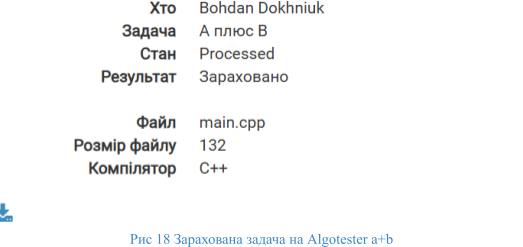 Хто Bohdan Dokhniuk
Задача А плюс В
Стан Processed
Результат Зараховано
Файл main.cpp
Розмір файлу 132
Компілятор C++
Рис 18 Зарахована задача на Algotester a+b